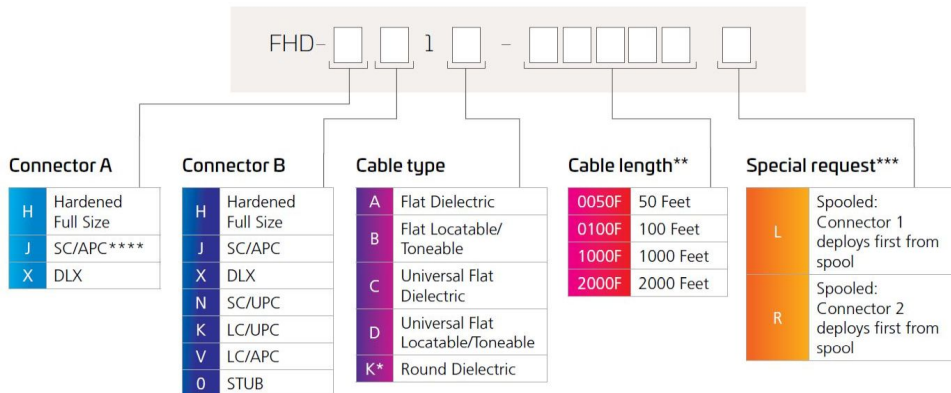 FHD- 1 -
Connector A
H Hardened
Full Size
J SC/APC****
X DLX
Connector B
H Hardened
Full Size
J SC/APC
X DLX
N SC/UPC
K LC/UPC
V LC/APC
0 STUB
Cable type
A Flat Dielectric
B Flat Locatable/
Toneable
C Universal Flat
Dielectric
D Universal Flat
Locatable/Toneable
K* Round Dielectric
Cable length**
0050F 50 Feet
0100F 100 Feet
1000F 1000 Feet
2000F 2000 Feet
Special request***
L Spooled:
Connector 1
deploys first from
spool
R Spooled:
Connector 2
deploys first from
spool